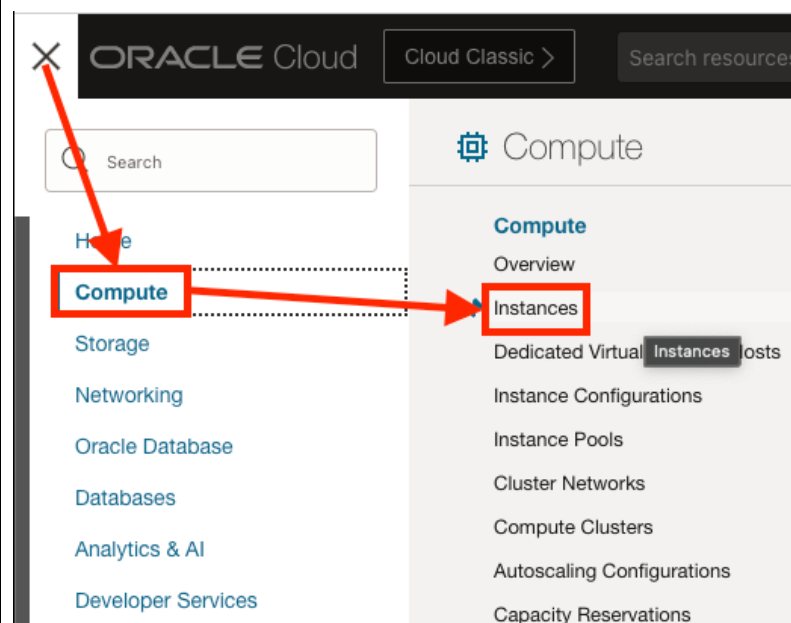 ORACLE Cloud
Cloud Classic
Search resources
Search
Home
Compute
Storage
Networking
Oracle Database
Databases
Analytics & AI
Developer Services
Compute
Compute
Overview
Instances
Dedicated Virtual
Instances
Instance Configurations
Instance Pools
Cluster Networks
Compute Clusters
Autoscaling Configurations
Capacity Reservations